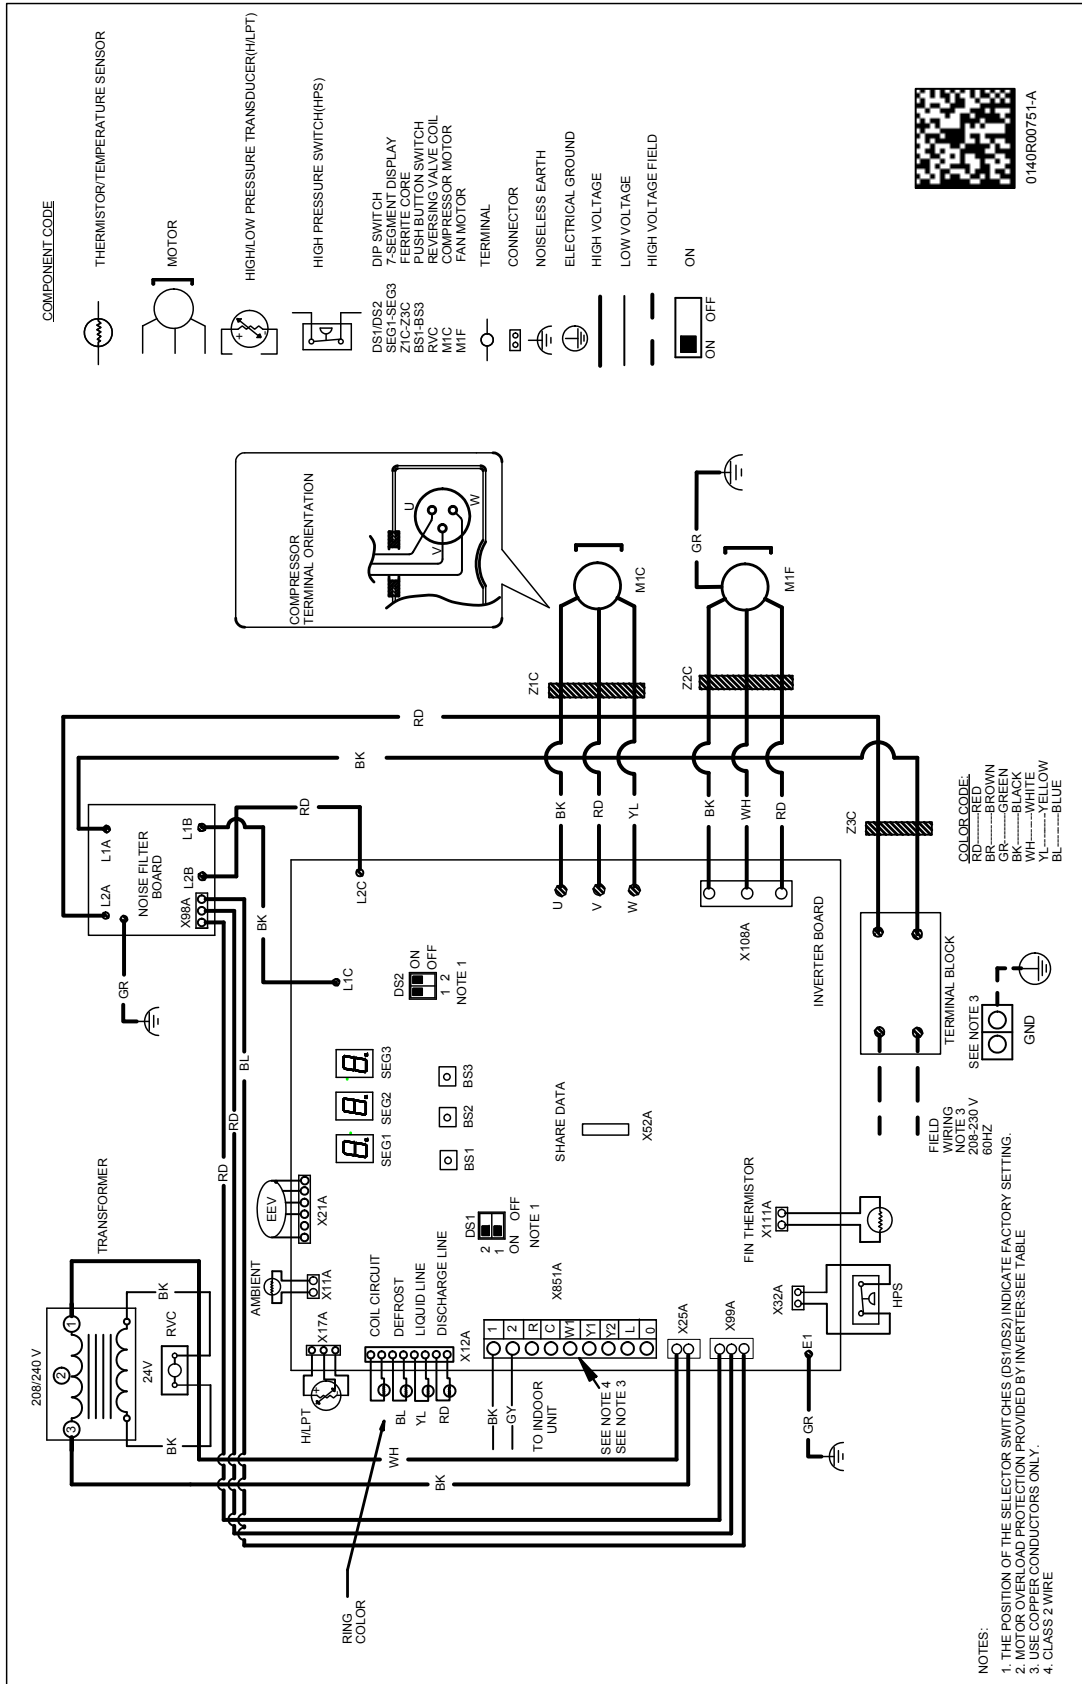 COMPONENT CODE
THERMISTOR/TEMPERATURE SENSOR
MOTOR
HIGH/LOW PRESSURE TRANSDUCER(H/LPT)
+
-
HIGH PRESSURE SWITCH(HPS)
DS1/DS2 DIP SWITCH
SEG1-SEG3 7-SEGMENT DISPLAY
Z1C-Z3C FERRITE CORE
BS1-BS3 PUSH BUTTON SWITCH
RVC REVERSING VALVE COIL
M1C COMPRESSOR MOTOR
M1F FAN MOTOR
TERMINAL
CONNECTOR
NOISELESS EARTH
ELECTRICAL GROUND
HIGH VOLTAGE
LOW VOLTAGE
HIGH VOLTAGE FIELD
ON
ON OFF
0140R00751-A
COMPRESSOR
TERMINAL ORIENTATION
U
V
W
TRANSFORMER
208/240 V
3
2
1
24V
RVC
BK
BK
NOISE FILTER
BOARD
L2A
L1A
L2B
L1B
X98A
GR
RD
BK
RD
BK
RD
RD
BL
WH
BK
RING
COLOR
H/LPT
+
-
X17A
AMBIENT
X11A
EEV
X21A
SEG1
SEG2
SEG3
BS1
BS2
BS3
L1C
L2C
DS2
ON
OFF
1 2
NOTE 1
DS1
2
1
ON OFF
NOTE 1
COIL CIRCUIT
DEFROST
LIQUID LINE
DISCHARGE LINE
X12A
BL
YL
RD
X851A
1
2
R
C
W1
Y1
Y2
L
0
BK
GY
TO INDOOR
UNIT
SEE NOTE 4
SEE NOTE 3
X25A
X99A
SHARE DATA
X52A
FIN THERMISTOR
X111A
X32A
HPS
E1
GR
U
V
W
BK
RD
YL
Z1C
M1C
X108A
BK
WH
RD
Z2C
GR
M1F
INVERTER BOARD
Z3C
TERMINAL BLOCK
FIELD
WIRING
NOTE 3
208-230 V
60HZ
SEE NOTE 3
GND
COLOR CODE:
RD------RED
BR------BROWN
GR------GREEN
BK------BLACK
WH------WHITE
YL------YELLOW
BL------BLUE
NOTES:
1. THE POSITION OF THE SELECTOR SWITCHES (DS1/DS2) INDICATE FACTORY SETTING.
2. MOTOR OVERLOAD PROTECTION PROVIDED BY INVERTER:SEE TABLE
3. USE COPPER CONDUCTORS ONLY.
4. CLASS 2 WIRE